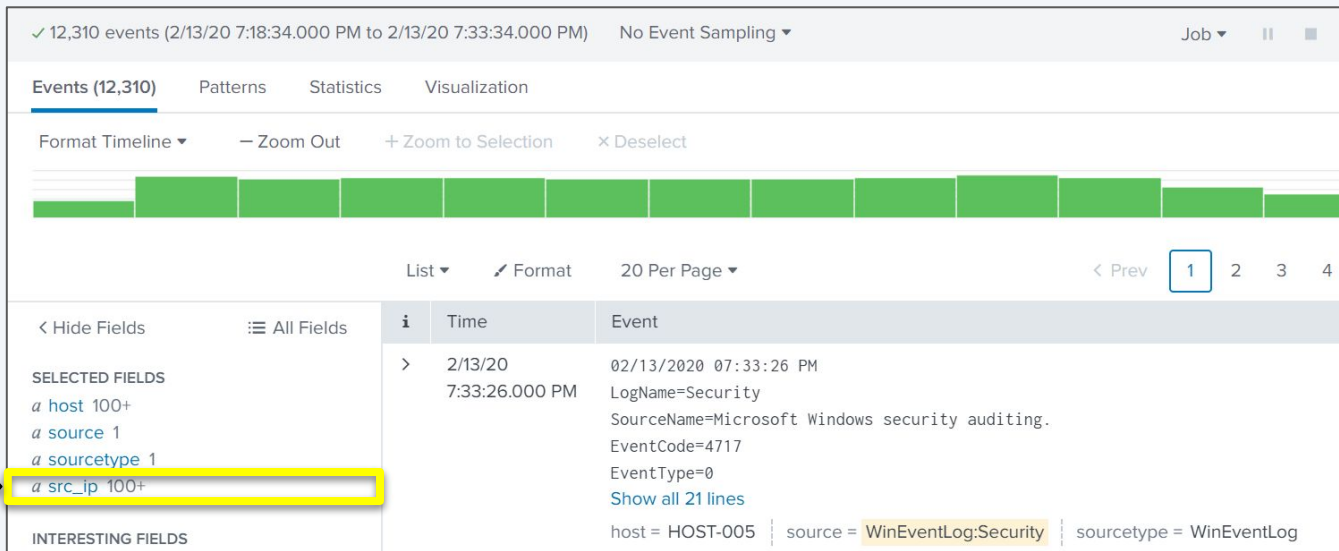 ✓ 12,310 events (2/13/20 7:18:34.000 PM to 2/13/20 7:33:34.000 PM) No Event Sampling ▾ Job ▾
Events (12,310) Patterns Statistics Visualization
Format Timeline ▾ — Zoom Out + Zoom to Selection × Deselect
List ▾ Format 20 Per Page ▾ < Prev 1 2 3 4
< Hide Fields All Fields i Time Event
SELECTED FIELDS
a host 100+
a source 1
a sourcetype 1
a src_ip 100+
INTERESTING FIELDS
> 2/13/20
7:33:26.000 PM
02/13/2020 07:33:26 PM
LogName=Security
SourceName=Microsoft Windows security auditing.
EventCode=4717
EventType=0
Show all 21 lines
host = HOST-005 source = WinEventLog:Security sourcetype = WinEventLog